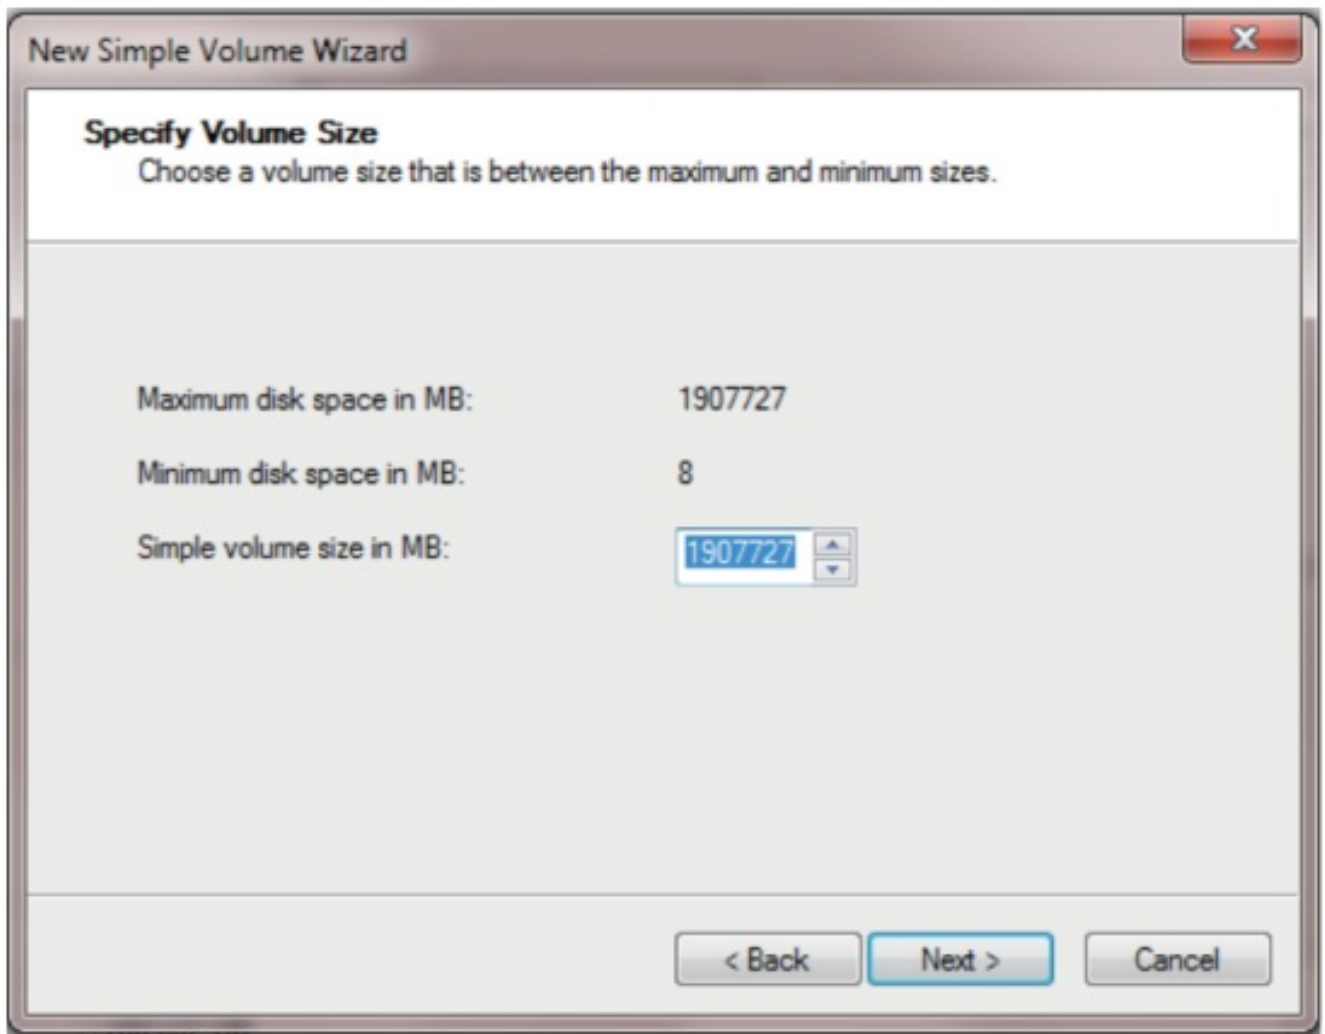 New Simple Volume Wizard
Specify Volume Size
Choose a volume size that is between the maximum and minimum sizes.
Maximum disk space in MB: 1907727
Minimum disk space in MB: 8
Simple volume size in MB: 1907727
< Back Next > Cancel